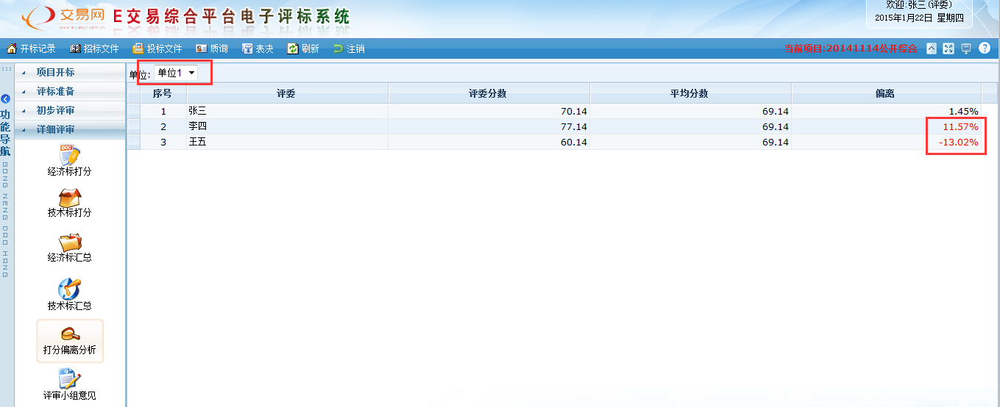 交易网
E交易综合平台电子评标系统
欢迎:张三(评委)
2015年1月22日 星期四
开标记录 招标文件 投标文件 质询 表决 刷新 注销
当前项目:20141114公开综合
功能导航
GONG NENG DAO HANG
项目开标
评标准备
初步评审
详细评审
经济标打分
技术标打分
经济标汇总
技术标汇总
打分偏离分析
评审小组意见
单位: 单位1
序号 评委 评委分数 平均分数 偏离
1 张三 70.14 69.14 1.45%
2 李四 77.14 69.14 11.57%
3 王五 60.14 69.14 -13.02%